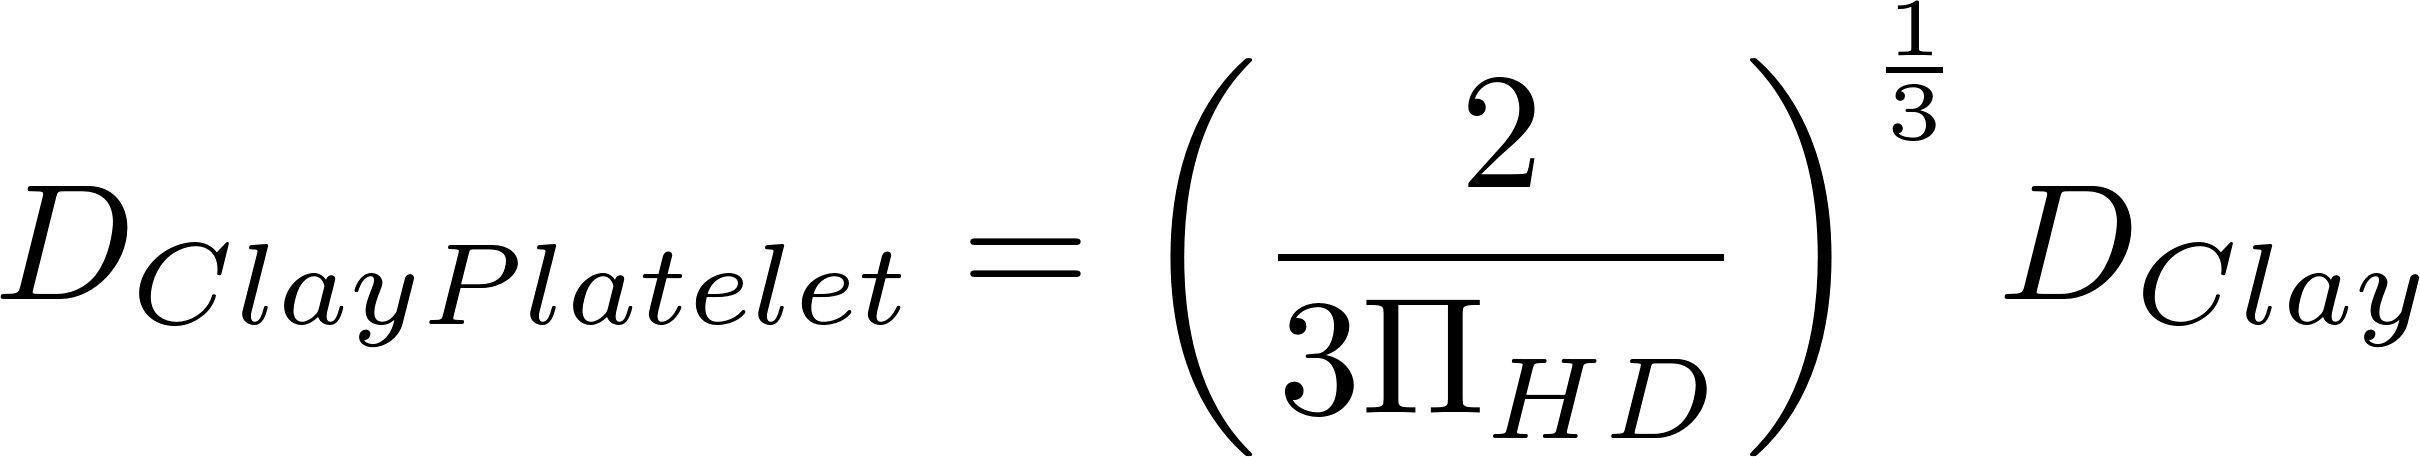 D_{ClayPlatelet} = \left( \frac{2}{3\Pi_{HD}} \right)^{\frac{1}{3}} D_{Clay}